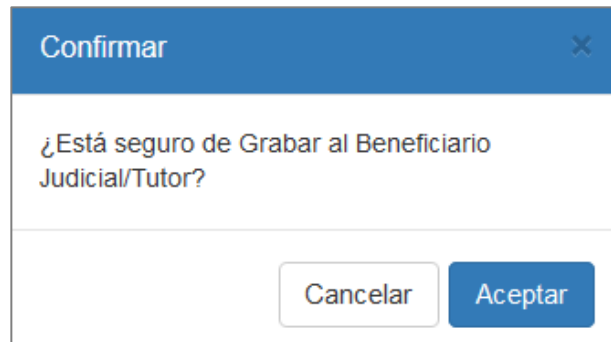 Confirmar
¿Está seguro de Grabar al Beneficiario
Judicial/Tutor?
Cancelar
Aceptar